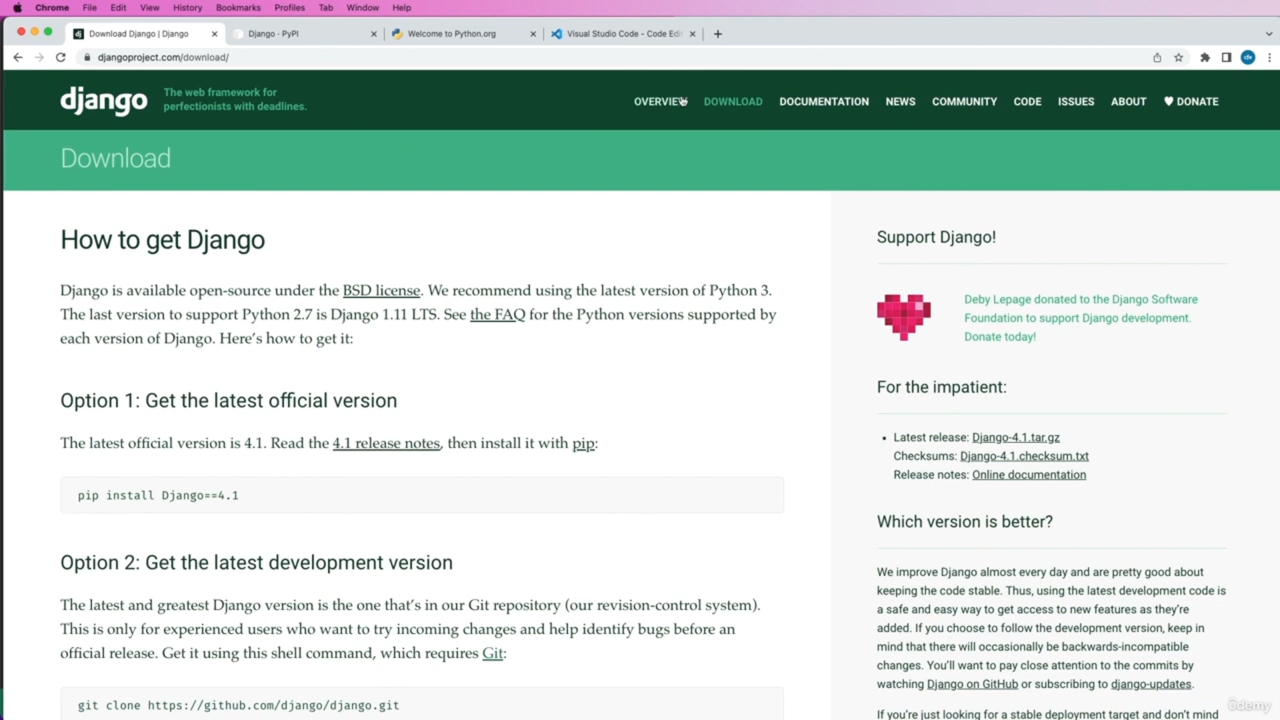 Chrome File Edit View History Bookmarks Profiles Tab Window Help
Download Django | Django Django · PyPI Welcome to Python.org Visual Studio Code - Code Edi
djangoproject.com/download/
django
The web framework for
perfectionists with deadlines.
OVERVIEW DOWNLOAD DOCUMENTATION NEWS COMMUNITY CODE ISSUES ABOUT ♥ DONATE
Download
How to get Django
Django is available open-source under the BSD license. We recommend using the latest version of Python 3.
The last version to support Python 2.7 is Django 1.11 LTS. See the FAQ for the Python versions supported by
each version of Django. Here’s how to get it:
Option 1: Get the latest official version
The latest official version is 4.1. Read the 4.1 release notes, then install it with pip:
pip install Django==4.1
Option 2: Get the latest development version
The latest and greatest Django version is the one that’s in our Git repository (our revision-control system).
This is only for experienced users who want to try incoming changes and help identify bugs before an
official release. Get it using this shell command, which requires Git:
git clone https://github.com/django/django.git
Support Django!
Deby Lepage donated to the Django Software
Foundation to support Django development.
Donate today!
For the impatient:
• Latest release: Django-4.1.tar.gz
Checksums: Django-4.1.checksum.txt
Release notes: Online documentation
Which version is better?
We improve Django almost every day and are pretty good about
keeping the code stable. Thus, using the latest development code is
a safe and easy way to get access to new features as they’re
added. If you choose to follow the development version, keep in
mind that there will occasionally be backwards-incompatible
changes. You’ll want to pay close attention to the commits by
watching Django on GitHub or subscribing to django-updates.
If you’re just looking for a stable deployment target and don’t mind
ûdemy